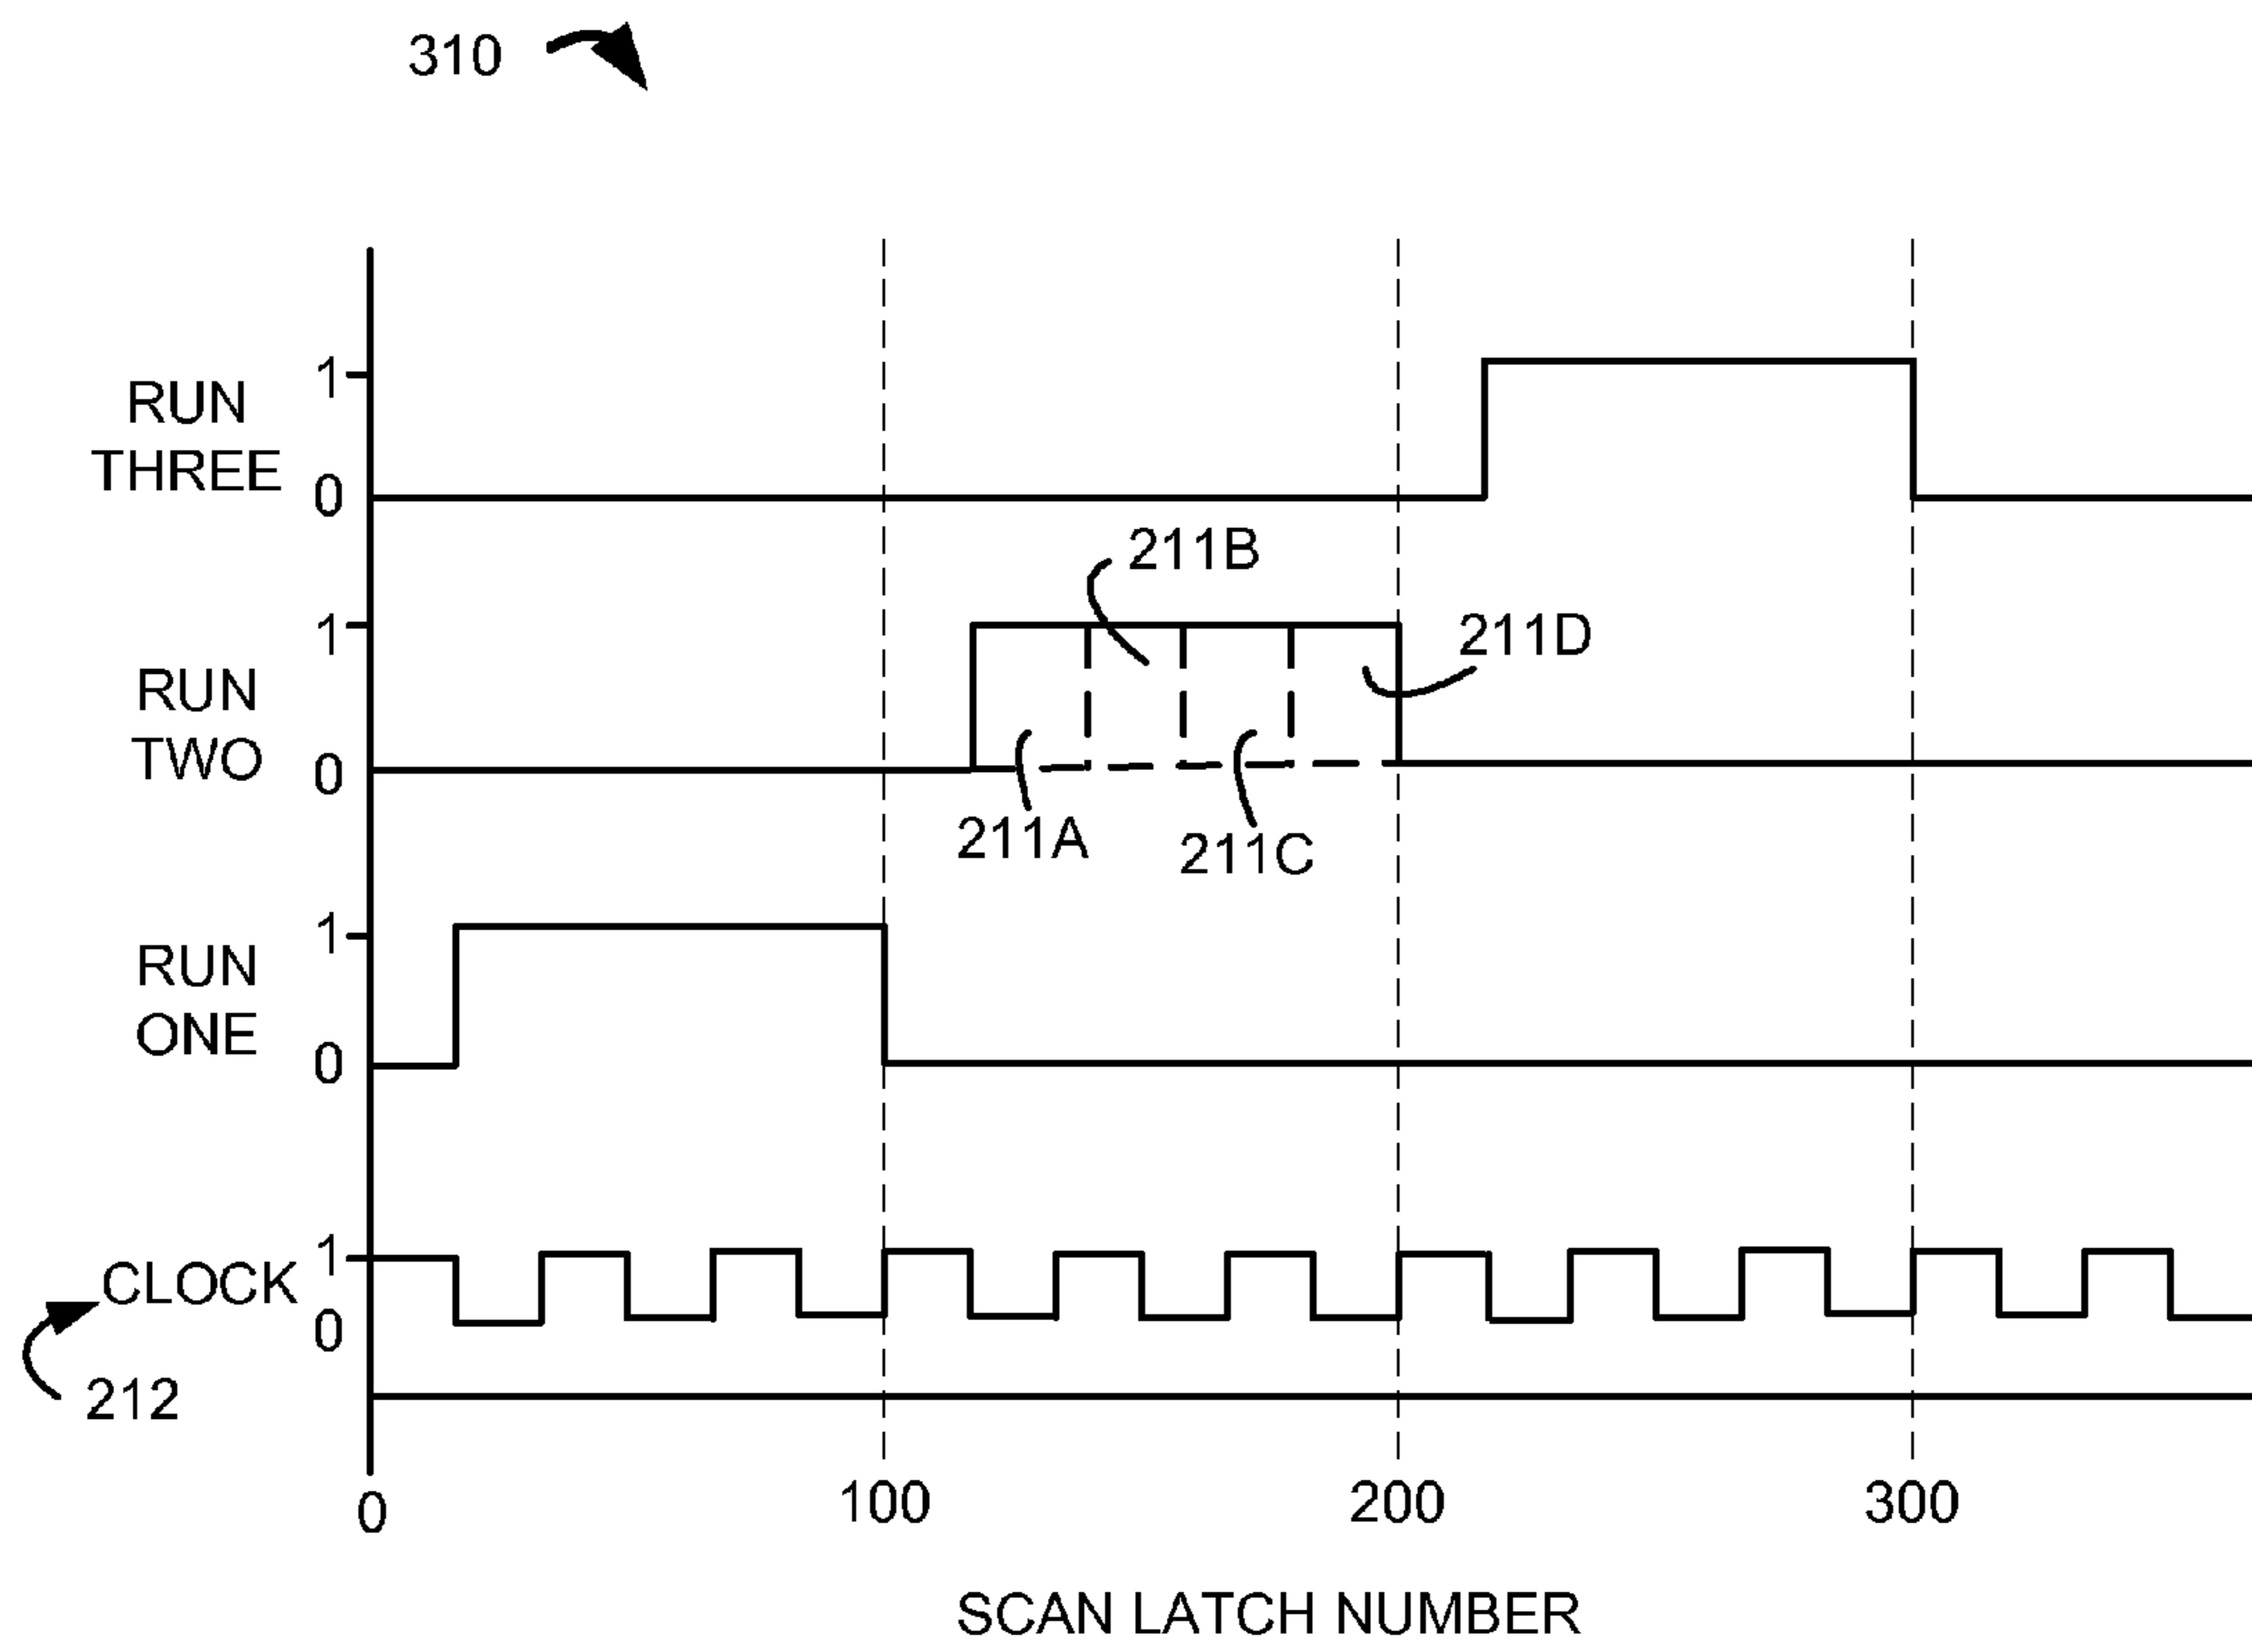 310
1
RUN
THREE
0
211B
1
211D
RUN
TWO
0
211A
211C
1
RUN
ONE
0
1
CLOCK
0
212
0 100 200 300
SCAN LATCH NUMBER